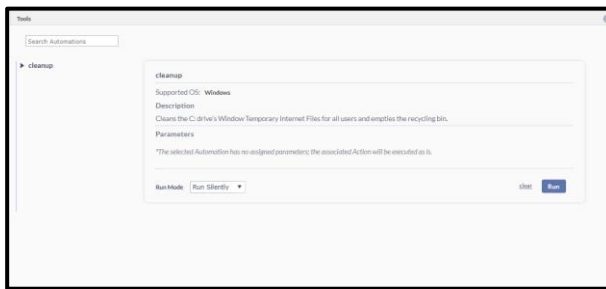 Tools
Search Automations
cleanup
cleanup
Supported OS: Windows
Description
Cleans the C: drive's Window Temporary Internet Files for all users and empties the recycling bin.
Parameters
*The selected Automation has no assigned parameters; the associated Action will be executed as is.
Run Mode Run Silently clear Run